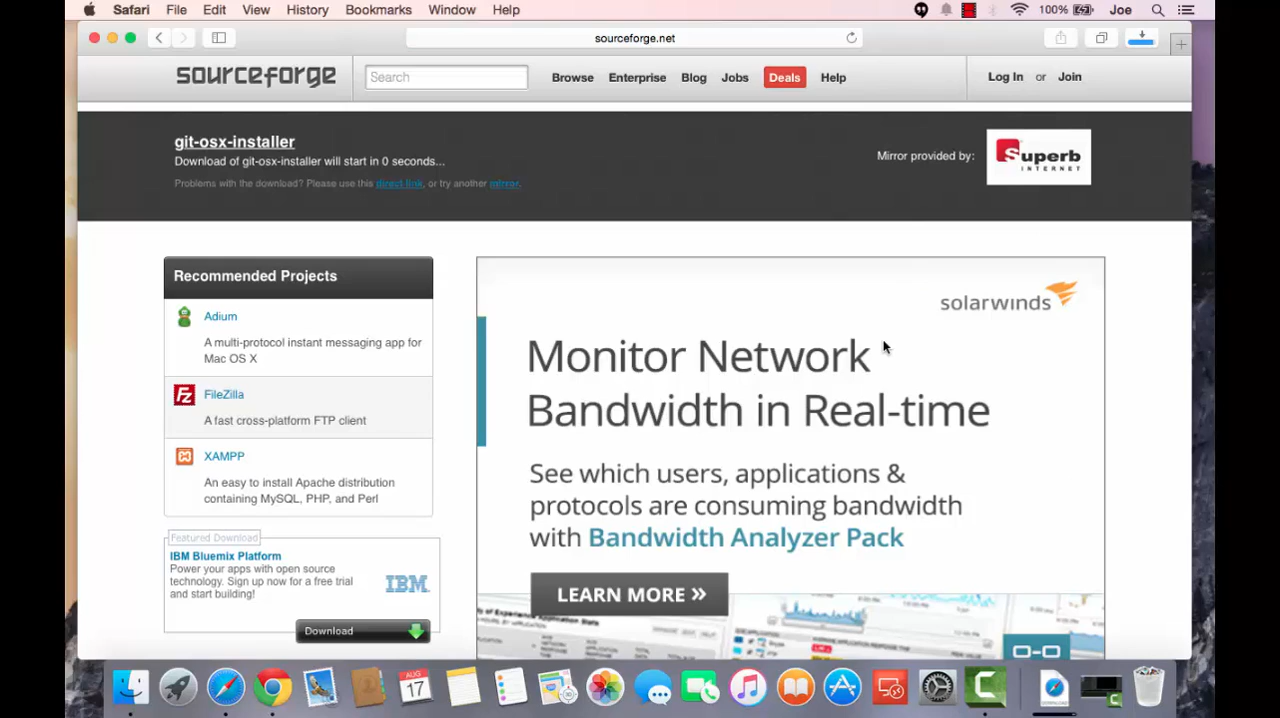 Safari File Edit View History Bookmarks Window Help 100% Joe
sourceforge.net
sourceforge Search Browse Enterprise Blog Jobs Deals Help Log In or Join
git-osx-installer
Download of git-osx-installer will start in 0 seconds...
Problems with the download? Please use this direct link, or try another mirror.
Mirror provided by:
Superb
INTERNET
Recommended Projects
Adium
A multi-protocol instant messaging app for
Mac OS X
FileZilla
A fast cross-platform FTP client
XAMPP
An easy to install Apache distribution
containing MySQL, PHP, and Perl
Featured Download
IBM Bluemix Platform
Power your apps with open source
technology. Sign up now for a free trial
and start building!
IBM
Download
solarwinds
Monitor Network
Bandwidth in Real-time
See which users, applications &
protocols are consuming bandwidth
with Bandwidth Analyzer Pack
LEARN MORE »
AUG
17